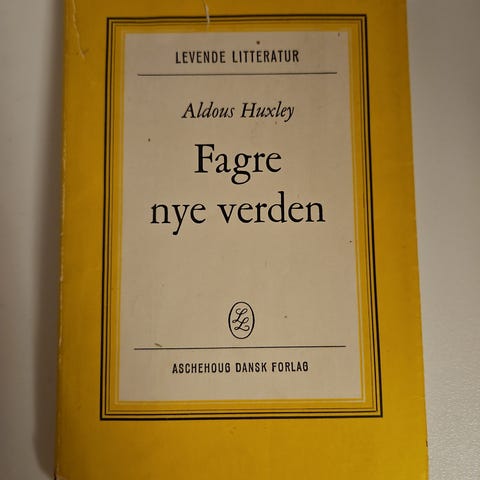 LEVENDE LITTERATUR
Aldous Huxley
Fagre
nye verden
LL
ASCHEHOUG DANSK FORLAG